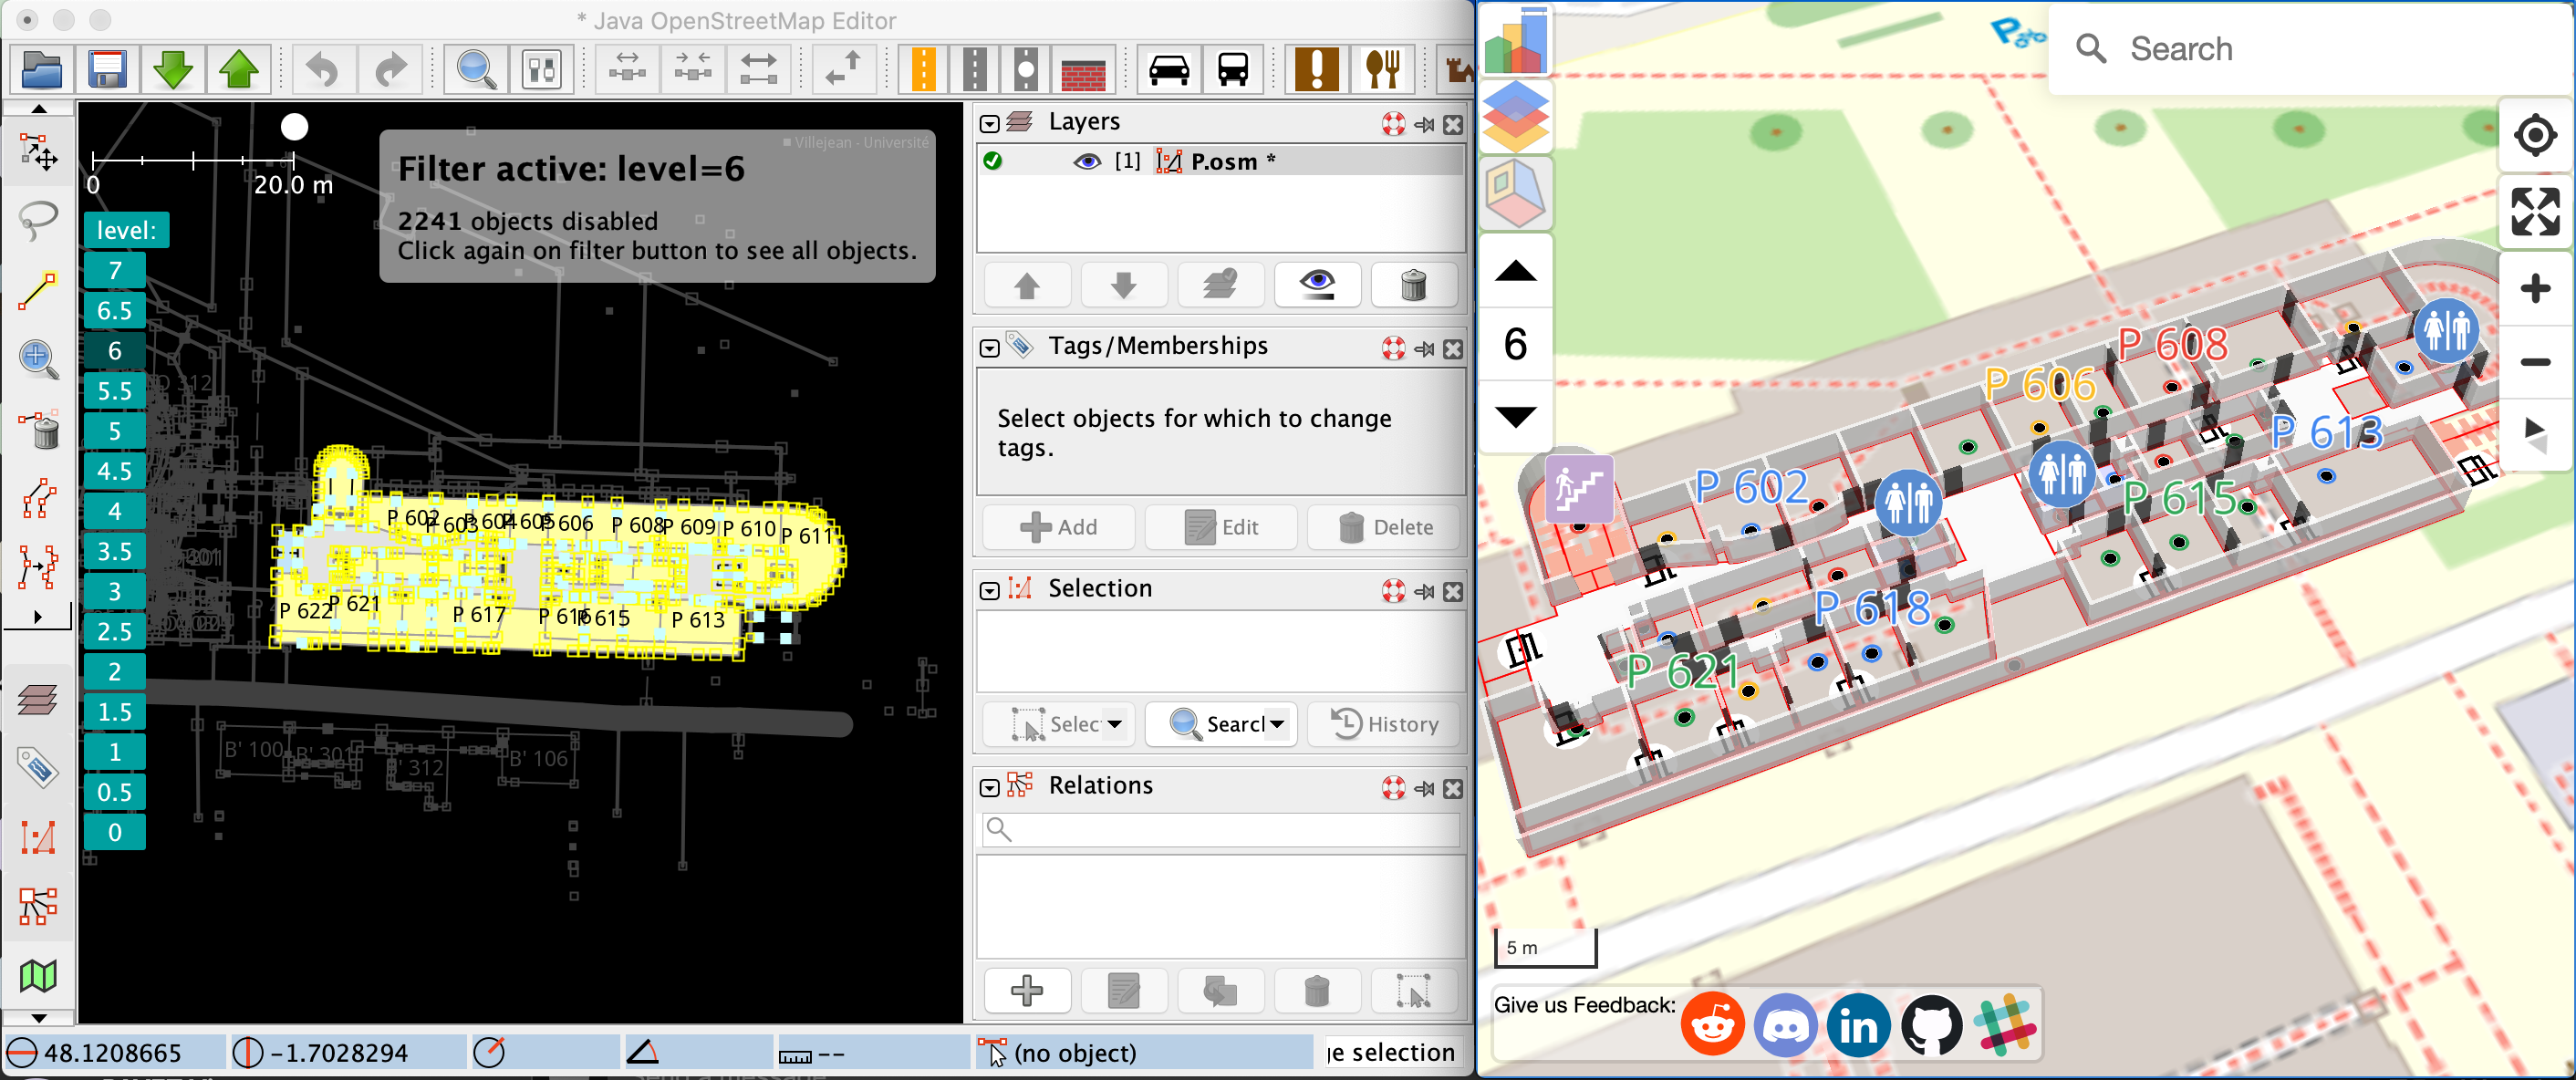 * Java OpenStreetMap Editor
0
20.0 m
Villejean - Université
Filter active: level=6
2241 objects disabled
Click again on filter button to see all objects.
level:
7
6.5
6
5.5
5
4.5
4
3.5
3
2.5
2
1.5
1
0.5
0
312
P 602
P 603
P 604
P 605
P 606
P 608
P 609
P 610
P 611
P 622
P 621
P 617
P 616
P 615
P 613
B' 100
B' 301
B' 312
B' 106
Layers
[1] P.osm *
Tags/Memberships
Select objects for which to change
tags.
Add
Edit
Delete
Selection
Selec
Search
History
Relations
48.1208665
-1.7028294
--
(no object)
e selection
Search
6
P 608
P 606
P 613
P 602
P 615
P 618
P 621
5 m
Give us Feedback:
in